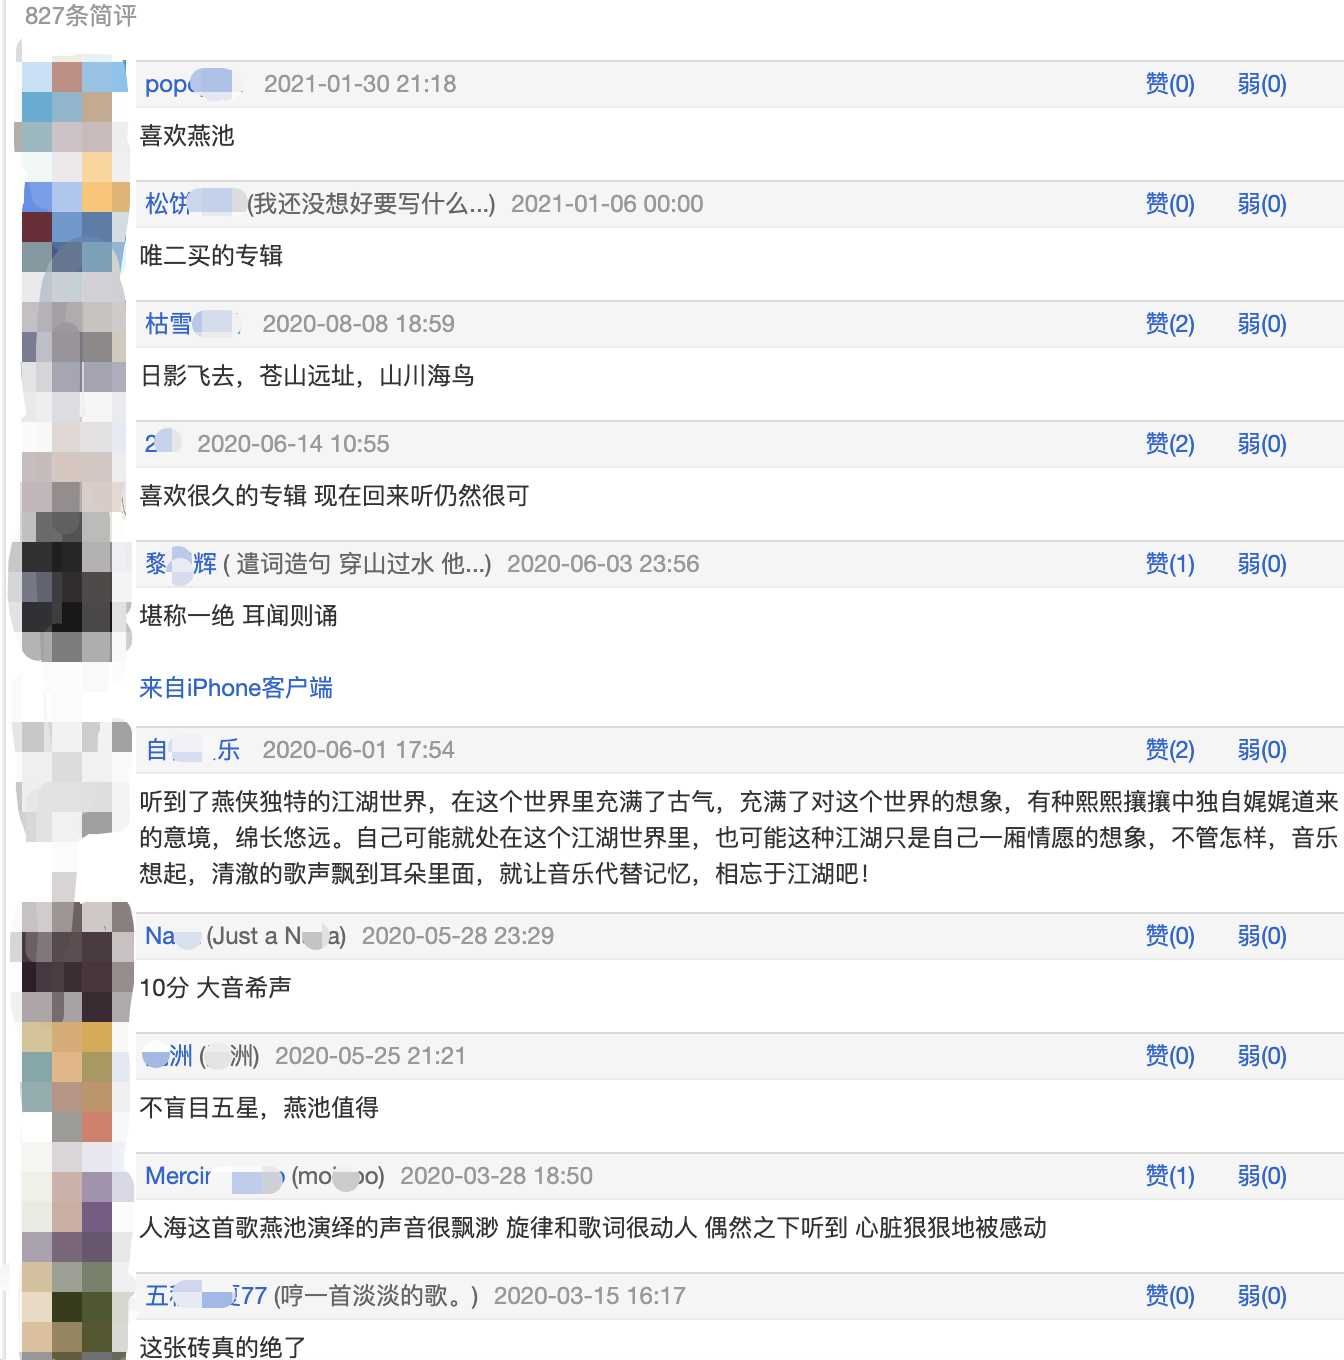 827条简评
pop 2021-01-30 21:18 赞(0) 弱(0)
喜欢燕池
松饼 (我还没想好要写什么...) 2021-01-06 00:00 赞(0) 弱(0)
唯二买的专辑
枯雪 2020-08-08 18:59 赞(2) 弱(0)
日影飞去，苍山远址，山川海鸟
2 2020-06-14 10:55 赞(2) 弱(0)
喜欢很久的专辑 现在回来听仍然很可
黎 辉 ( 遣词造句 穿山过水 他...) 2020-06-03 23:56 赞(1) 弱(0)
堪称一绝 耳闻则诵
来自iPhone客户端
自 乐 2020-06-01 17:54 赞(2) 弱(0)
听到了燕侠独特的江湖世界，在这个世界里充满了古气，充满了对这个世界的想象，有种熙熙攘攘中独自娓娓道来
的意境，绵长悠远。自己可能就处在这个江湖世界里，也可能这种江湖只是自己一厢情愿的想象，不管怎样，音乐
想起，清澈的歌声飘到耳朵里面，就让音乐代替记忆，相忘于江湖吧！
Na (Just a N a) 2020-05-28 23:29 赞(0) 弱(0)
10分 大音希声
洲 ( 洲) 2020-05-25 21:21 赞(0) 弱(0)
不盲目五星，燕池值得
Mercir (mo oo) 2020-03-28 18:50 赞(1) 弱(0)
人海这首歌燕池演绎的声音很飘渺 旋律和歌词很动人 偶然之下听到 心脏狠狠地被感动
五 77 (哼一首淡淡的歌。) 2020-03-15 16:17 赞(0) 弱(0)
这张砖真的绝了